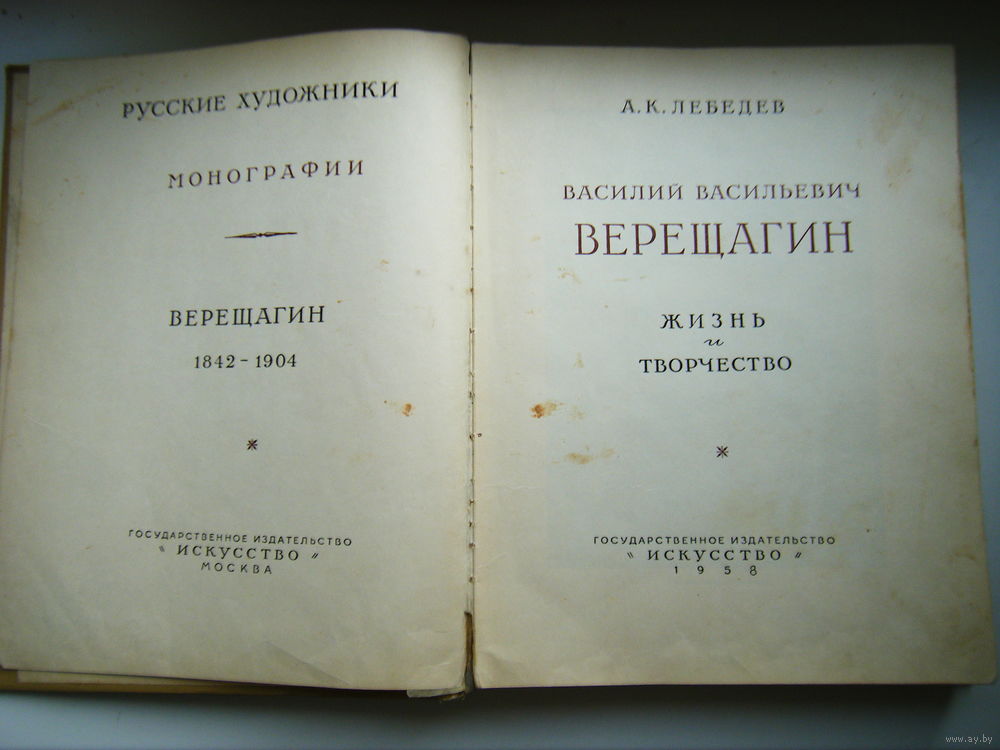 РУССКИЕ ХУДОЖНИКИ
МОНОГРАФИИ
ВЕРЕЩАГИН
1842 – 1904
*
ГОСУДАРСТВЕННОЕ ИЗДАТЕЛЬСТВО
"ИСКУССТВО"
МОСКВА
А. К. ЛЕБЕДЕВ
ВАСИЛИЙ ВАСИЛЬЕВИЧ
ВЕРЕЩАГИН
ЖИЗНЬ
и
ТВОРЧЕСТВО
*
ГОСУДАРСТВЕННОЕ ИЗДАТЕЛЬСТВО
"ИСКУССТВО"
1958
www.ay.by